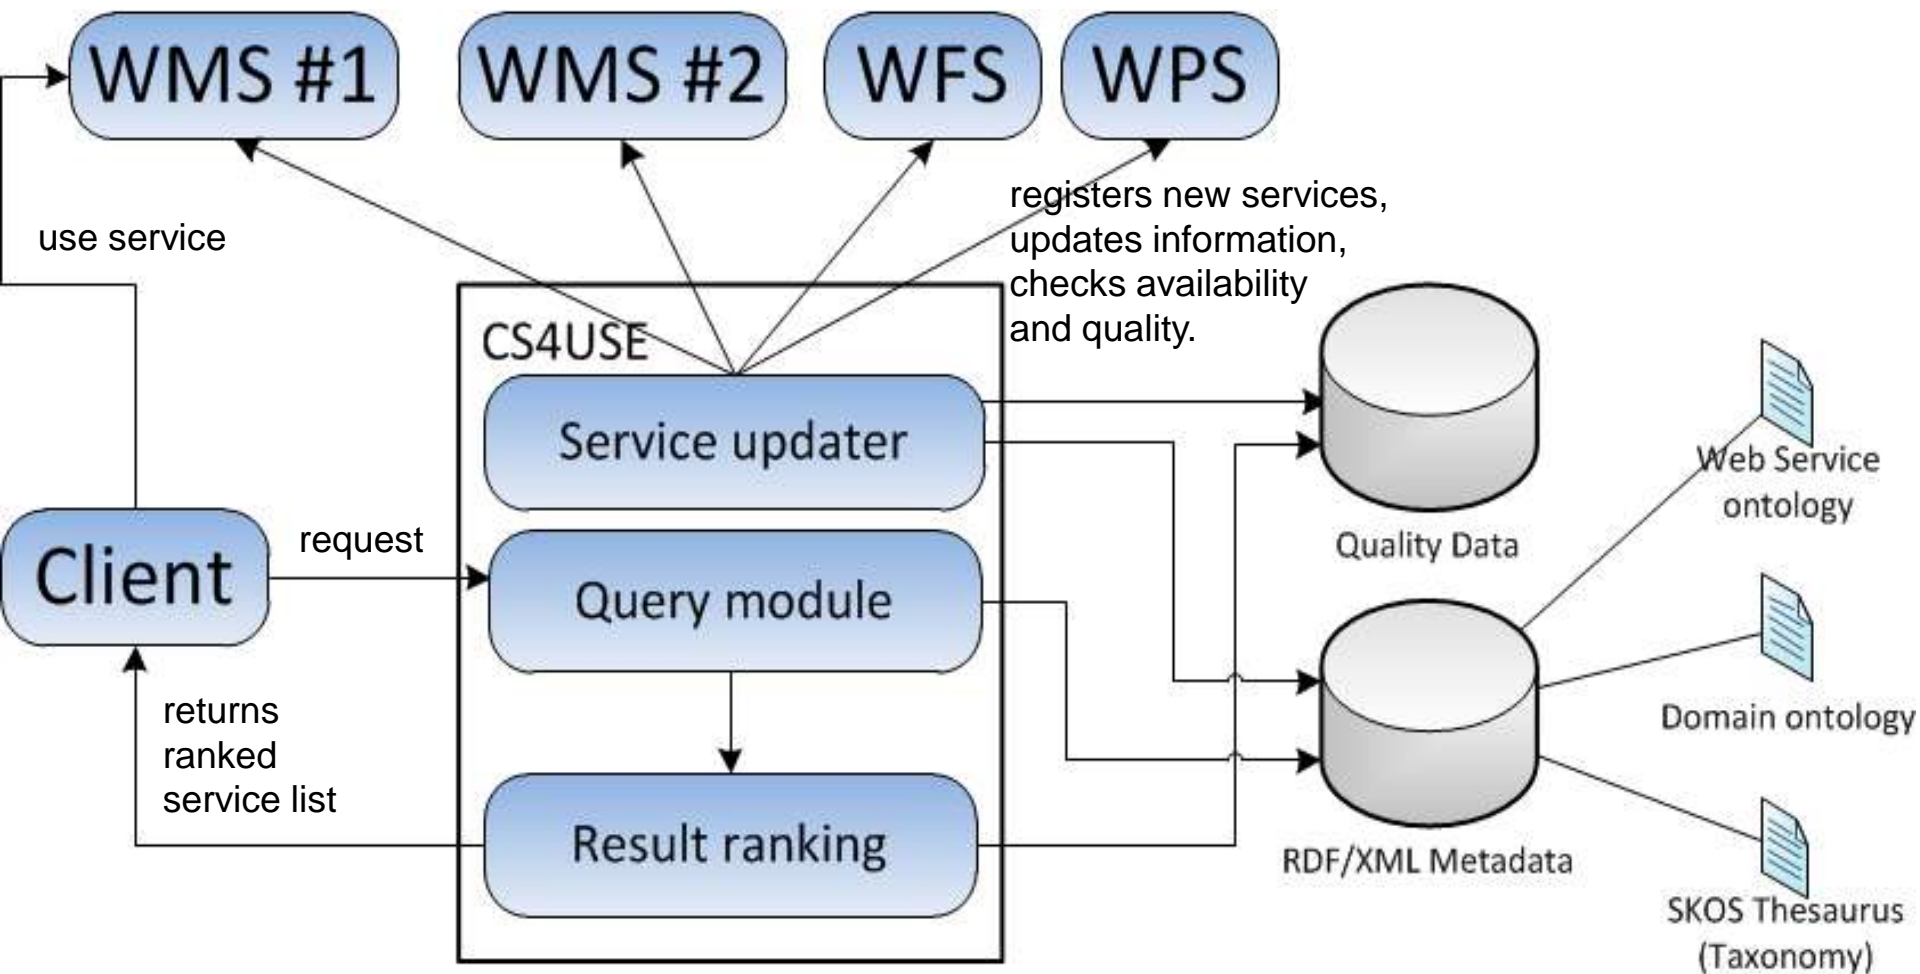 WMS #1
WMS #2
WFS
WPS
use service
registers new services,
updates information,
checks availability
and quality.
CS4USE
Service updater
Web Service
ontology
Quality Data
Client
request
Query module
Domain ontology
returns
ranked
service list
Result ranking
RDF/XML Metadata
SKOS Thesaurus
(Taxonomy)